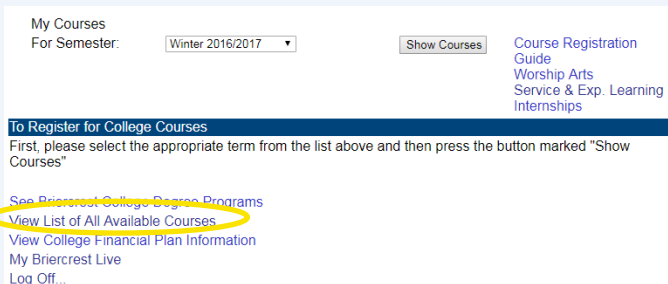 My Courses
For Semester:
Winter 2016/2017
Show Courses
Course Registration
Guide
Worship Arts
Service & Exp. Learning
Internships
To Register for College Courses
First, please select the appropriate term from the list above and then press the button marked "Show
Courses"
See Briercrest College Degree Programs
View List of All Available Courses
View College Financial Plan Information
My Briercrest Live
Log Off...